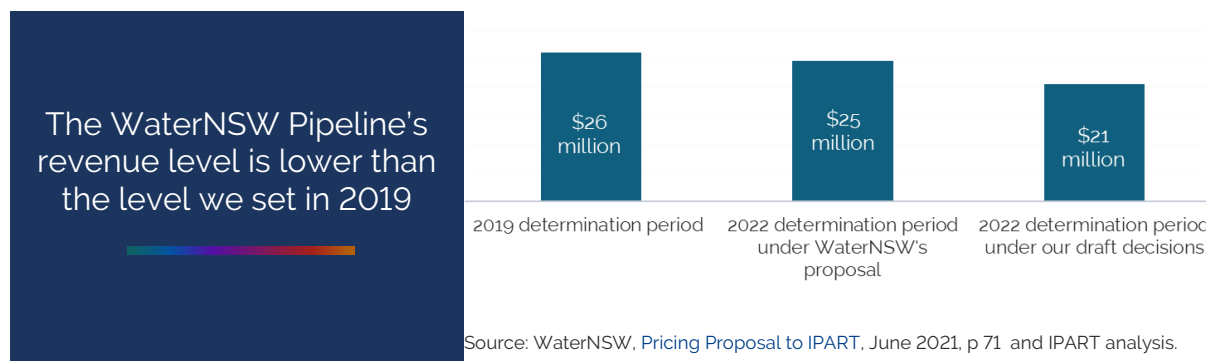 The WaterNSW Pipeline's
revenue level is lower than
the level we set in 2019
$26
million
$25
million
$21
million
2019 determination period
2022 determination period
under WaterNSW's
proposal
2022 determination period
under our draft decisions
Source: WaterNSW, Pricing Proposal to IPART, June 2021, p 71 and IPART analysis.